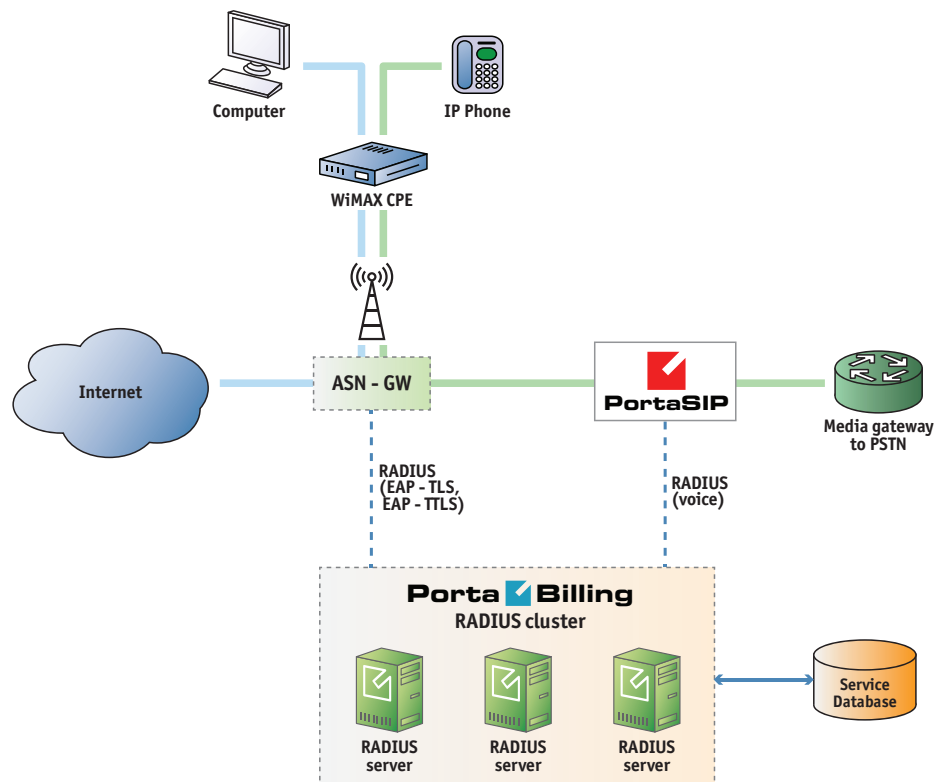 Computer
IP Phone
WiMAX CPE
Internet
ASN - GW
PortaSIP
Media gateway
to PSTN
RADIUS
(EAP - TLS,
EAP - TTLS)
RADIUS
(voice)
Porta Billing
RADIUS cluster
RADIUS
server
RADIUS
server
RADIUS
server
Service
Database